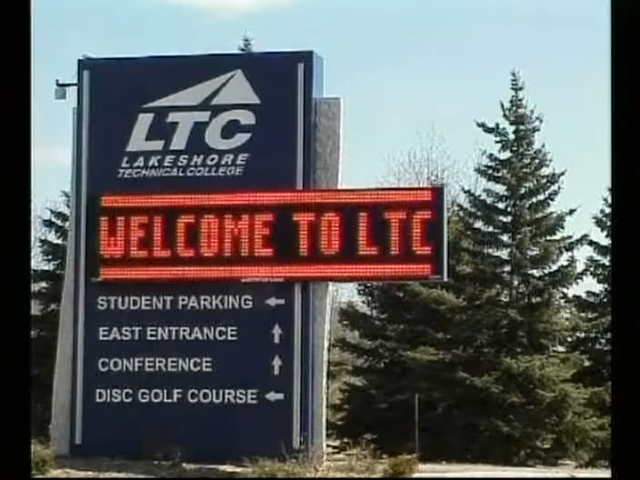 LTC
LAKESHORE
TECHNICAL COLLEGE
WELCOME TO LTC
STUDENT PARKING ←
EAST ENTRANCE ↑
CONFERENCE ↑
DISC GOLF COURSE ←